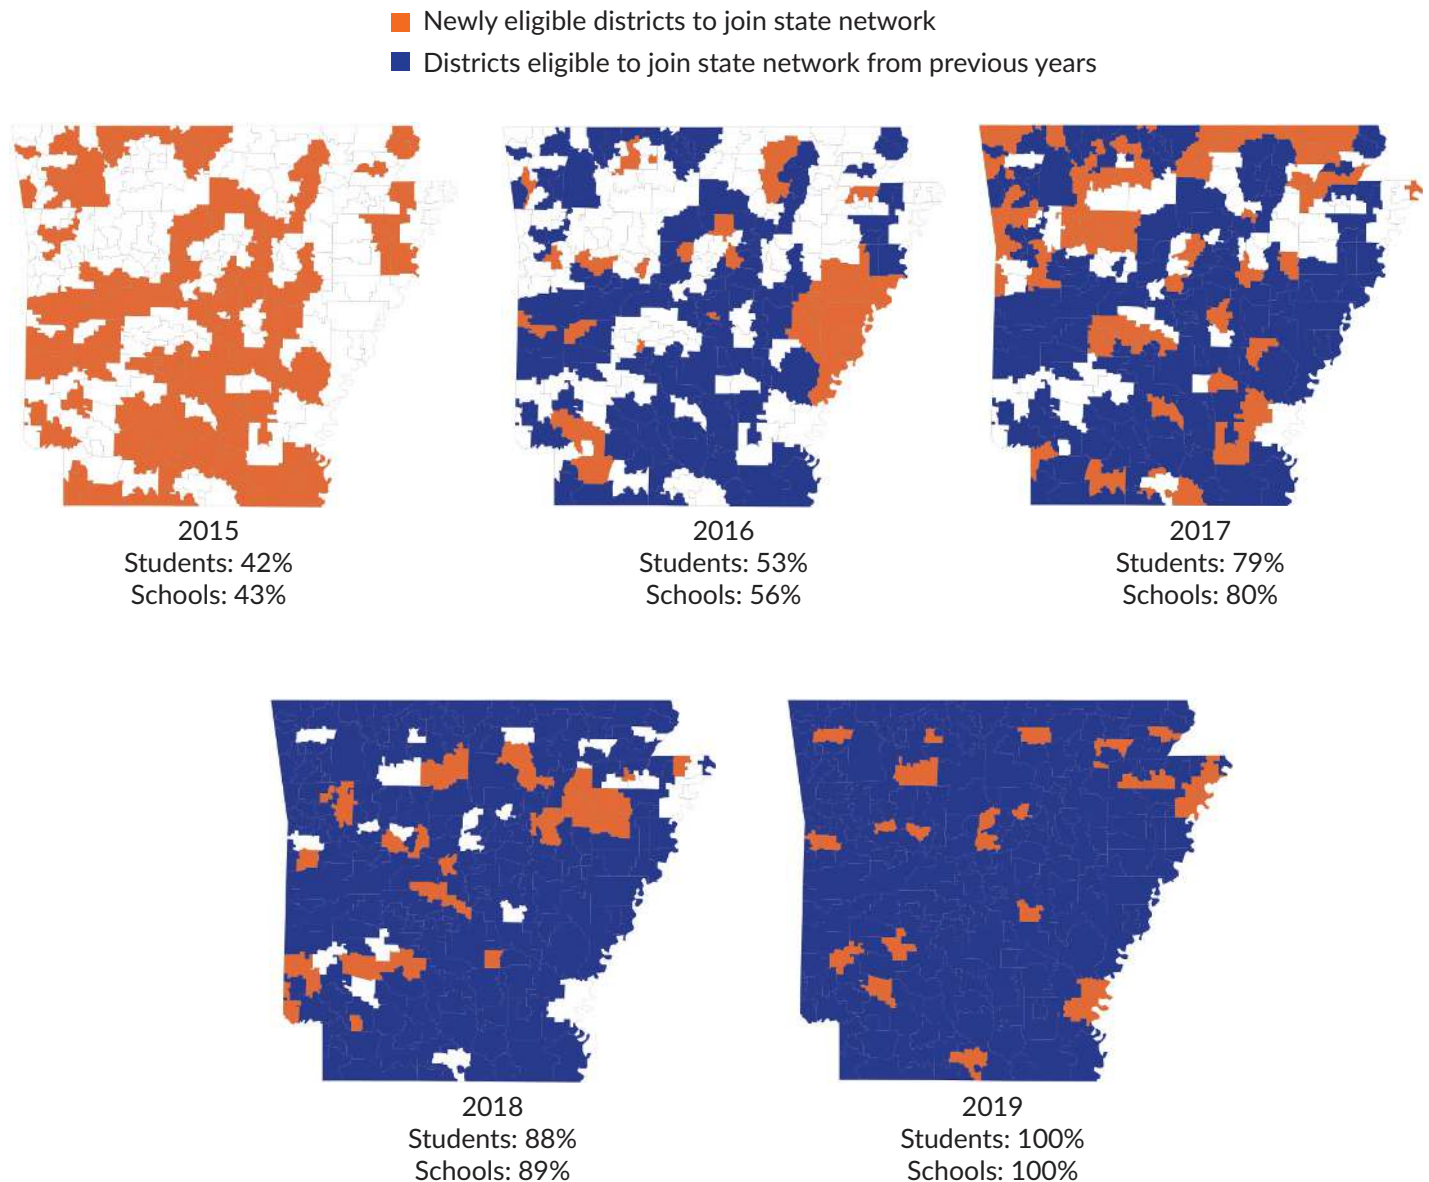 Newly eligible districts to join state network
Districts eligible to join state network from previous years
2015
Students: 42%
Schools: 43%
2016
Students: 53%
Schools: 56%
2017
Students: 79%
Schools: 80%
2018
Students: 88%
Schools: 89%
2019
Students: 100%
Schools: 100%